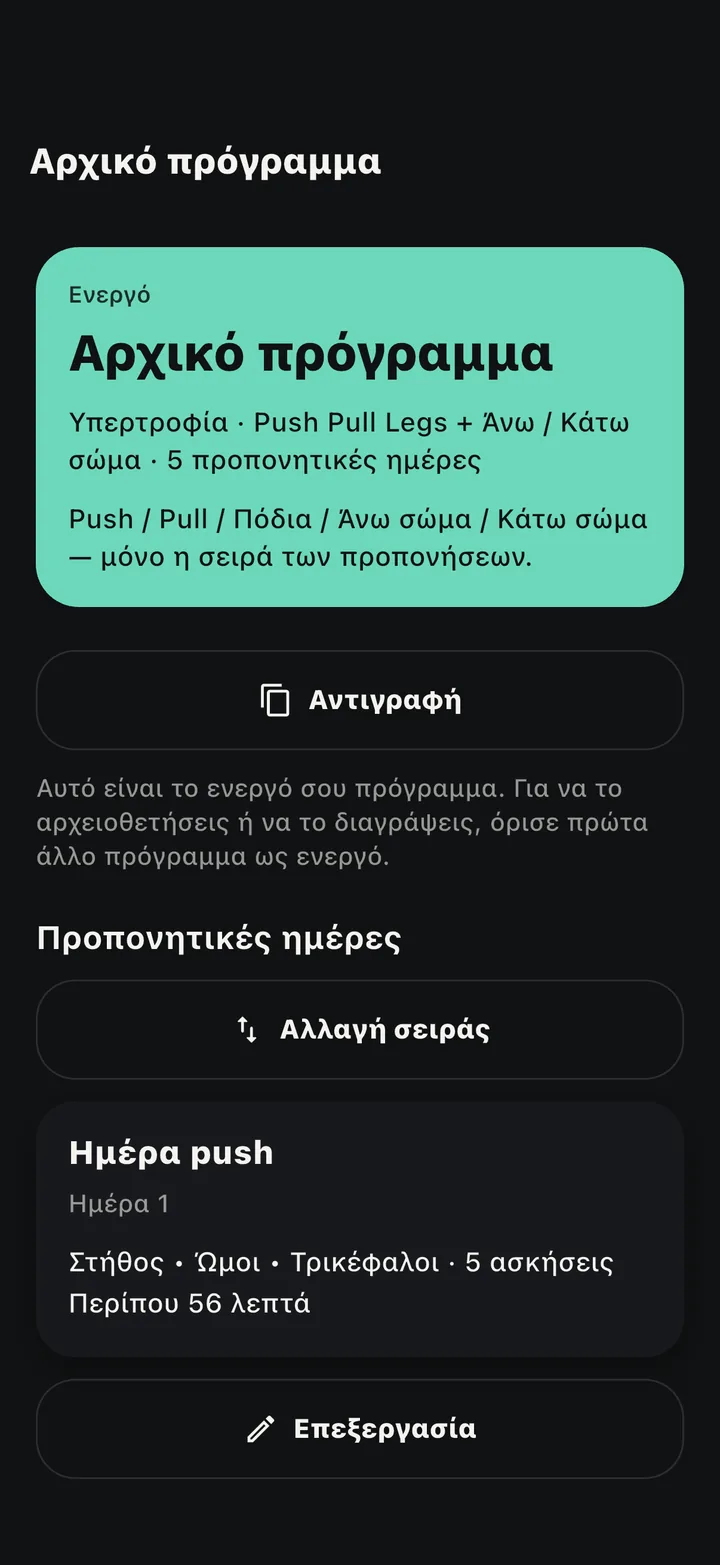 Αρχικό πρόγραμμα
Ενεργό
Αρχικό πρόγραμμα
Υπερτροφία · Push Pull Legs + Άνω / Κάτω
σώμα · 5 προπονητικές ημέρες
Push / Pull / Πόδια / Άνω σώμα / Κάτω σώμα
— μόνο η σειρά των προπονήσεων.
Αντιγραφή
Αυτό είναι το ενεργό σου πρόγραμμα. Για να το
αρχειοθετήσεις ή να το διαγράψεις, όρισε πρώτα
άλλο πρόγραμμα ως ενεργό.
Προπονητικές ημέρες
Αλλαγή σειράς
Ημέρα push
Ημέρα 1
Στήθος • Ώμοι • Τρικέφαλοι · 5 ασκήσεις
Περίπου 56 λεπτά
Επεξεργασία